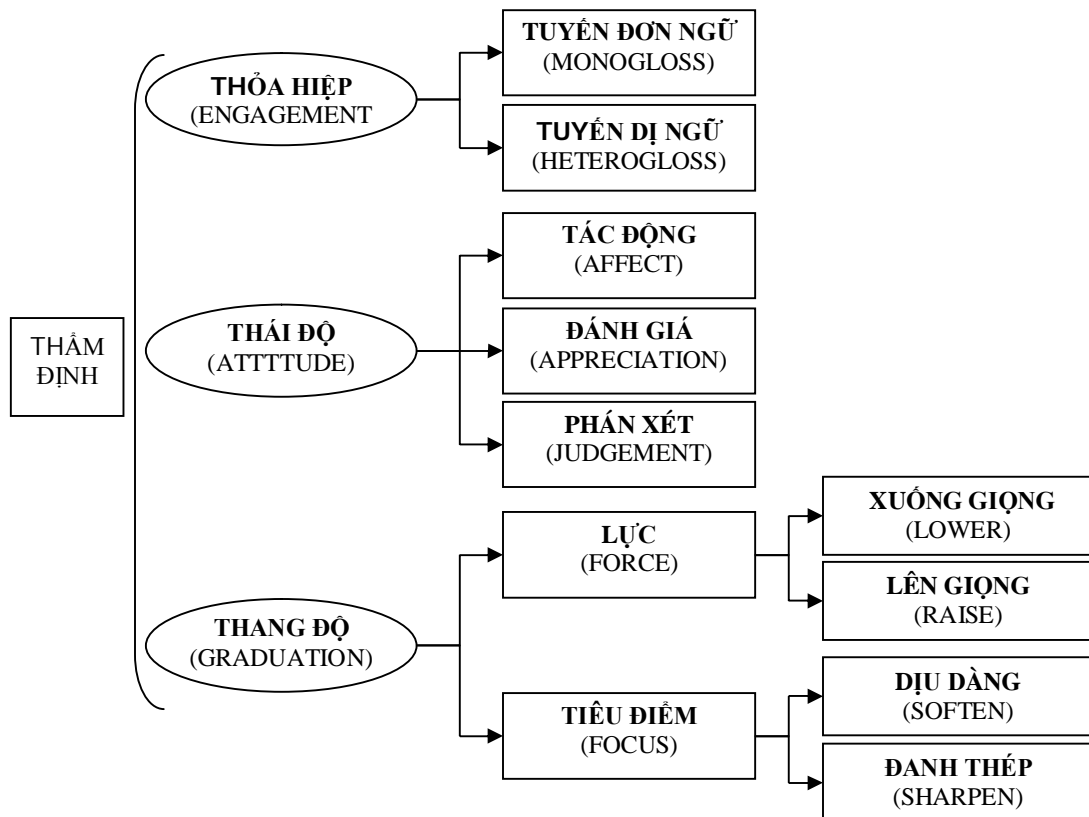 THẨM
ĐỊNH
THỎA HIỆP
(ENGAGEMENT
TUYẾN ĐƠN NGỮ
(MONOGLOSS)
TUYẾN DỊ NGỮ
(HETEROGLOSS)
THÁI ĐỘ
(ATTTTUDE)
TÁC ĐỘNG
(AFFECT)
ĐÁNH GIÁ
(APPRECIATION)
PHÁN XÉT
(JUDGEMENT)
THANG ĐỘ
(GRADUATION)
LỰC
(FORCE)
XUỐNG GIỌNG
(LOWER)
LÊN GIỌNG
(RAISE)
TIÊU ĐIỂM
(FOCUS)
DỊU DÀNG
(SOFTEN)
ĐANH THÉP
(SHARPEN)